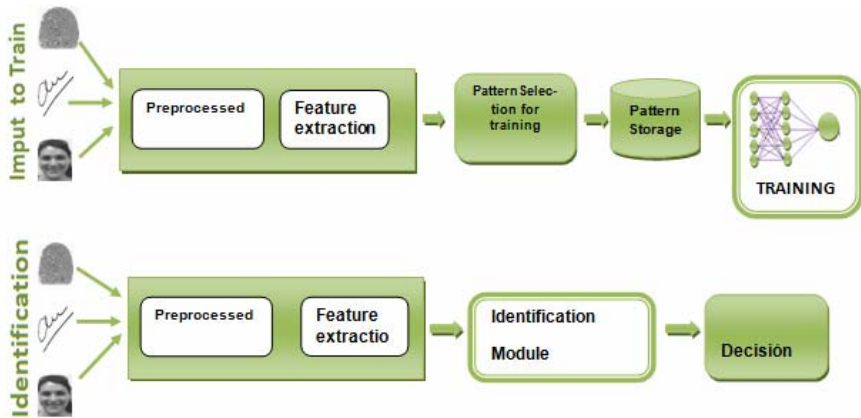 Imput to Train
Preprocessed
Feature
extraction
Pattern Selec-
tion for
training
Pattern
Storage
TRAINING
Identification
Preprocessed
Feature
extractio
Identification
Module
Decisión